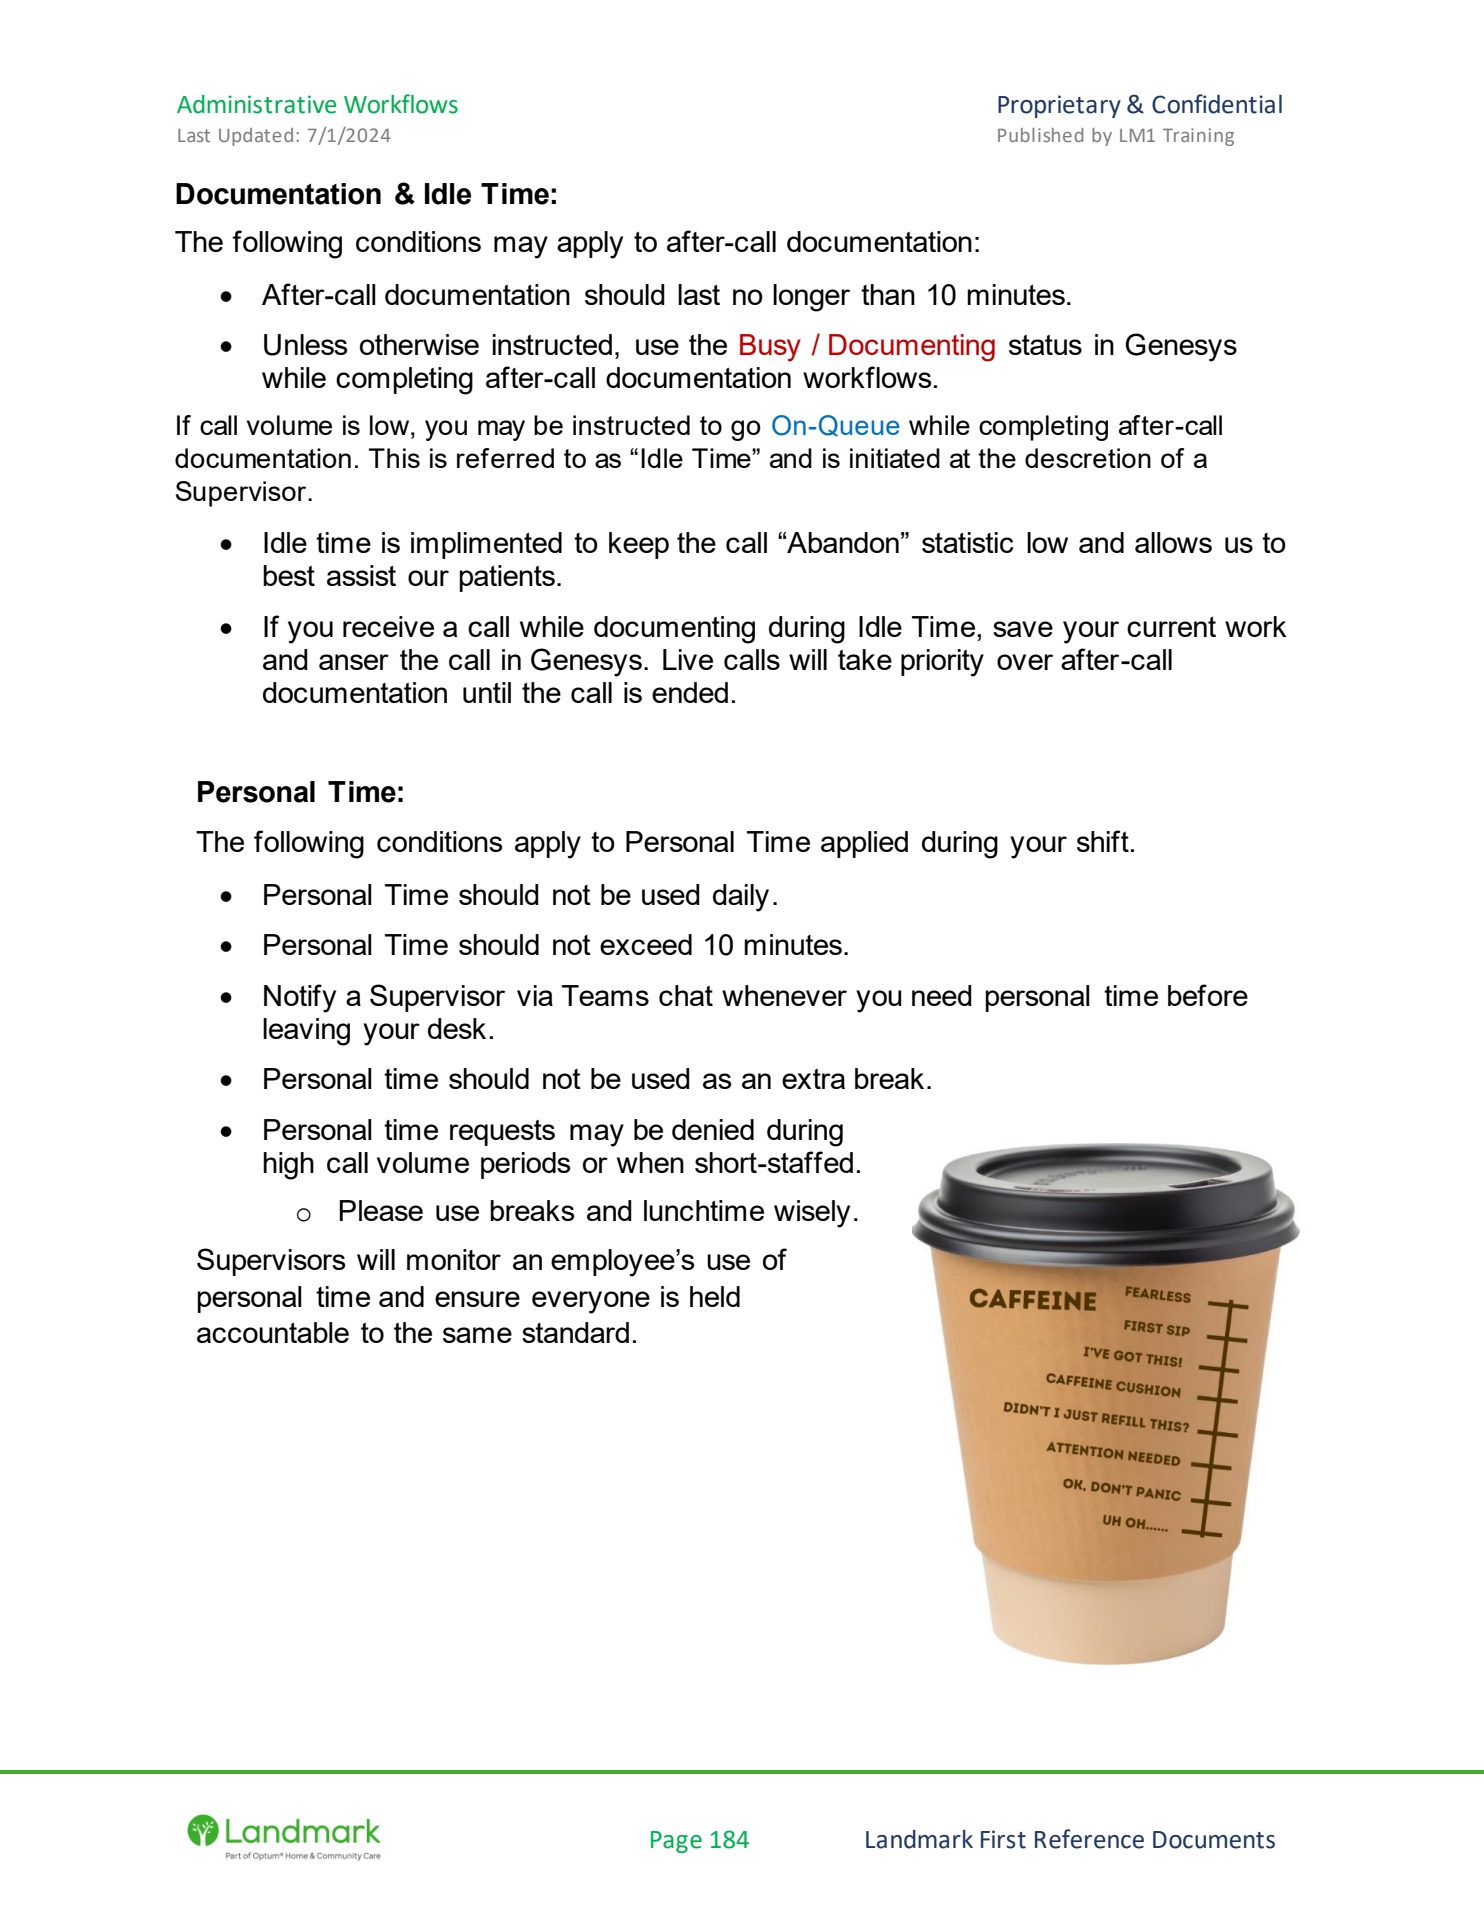 Administrative Workflows
Proprietary & Confidential
Last Updated: 7/1/2024
Published by LM1 Training
Documentation & Idle Time:
The following conditions may apply to after-call documentation:
• After-call documentation should last no longer than 10 minutes.
• Unless otherwise instructed, use the Busy / Documenting status in Genesys
while completing after-call documentation workflows.
If call volume is low, you may be instructed to go On-Queue while completing after-call
documentation. This is referred to as “Idle Time” and is initiated at the descretion of a
Supervisor.
• Idle time is implimented to keep the call “Abandon” statistic low and allows us to
best assist our patients.
• If you receive a call while documenting during Idle Time, save your current work
and anser the call in Genesys. Live calls will take priority over after-call
documentation until the call is ended.
Personal Time:
The following conditions apply to Personal Time applied during your shift.
• Personal Time should not be used daily.
• Personal Time should not exceed 10 minutes.
• Notify a Supervisor via Teams chat whenever you need personal time before
leaving your desk.
• Personal time should not be used as an extra break.
• Personal time requests may be denied during
high call volume periods or when short-staffed.
o Please use breaks and lunchtime wisely.
Supervisors will monitor an employee’s use of
personal time and ensure everyone is held
accountable to the same standard.
CAFFEINE
FEARLESS
FIRST SIP
I'VE GOT THIS!
CAFFEINE CUSHION
DIDN'T I JUST REFILL THIS?
ATTENTION NEEDED
OK, DON'T PANIC
UH OH......
Landmark
Part of Optum® Home & Community Care
Page 184
Landmark First Reference Documents